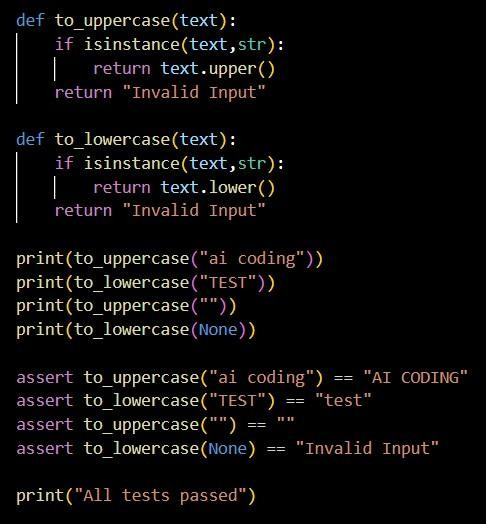 def to_uppercase(text):
    if isinstance(text,str):
        return text.upper()
    return "Invalid Input"

def to_lowercase(text):
    if isinstance(text,str):
        return text.lower()
    return "Invalid Input"

print(to_uppercase("ai coding"))
print(to_lowercase("TEST"))
print(to_uppercase(""))
print(to_lowercase(None))

assert to_uppercase("ai coding") == "AI CODING"
assert to_lowercase("TEST") == "test"
assert to_uppercase("") == ""
assert to_lowercase(None) == "Invalid Input"

print("All tests passed")